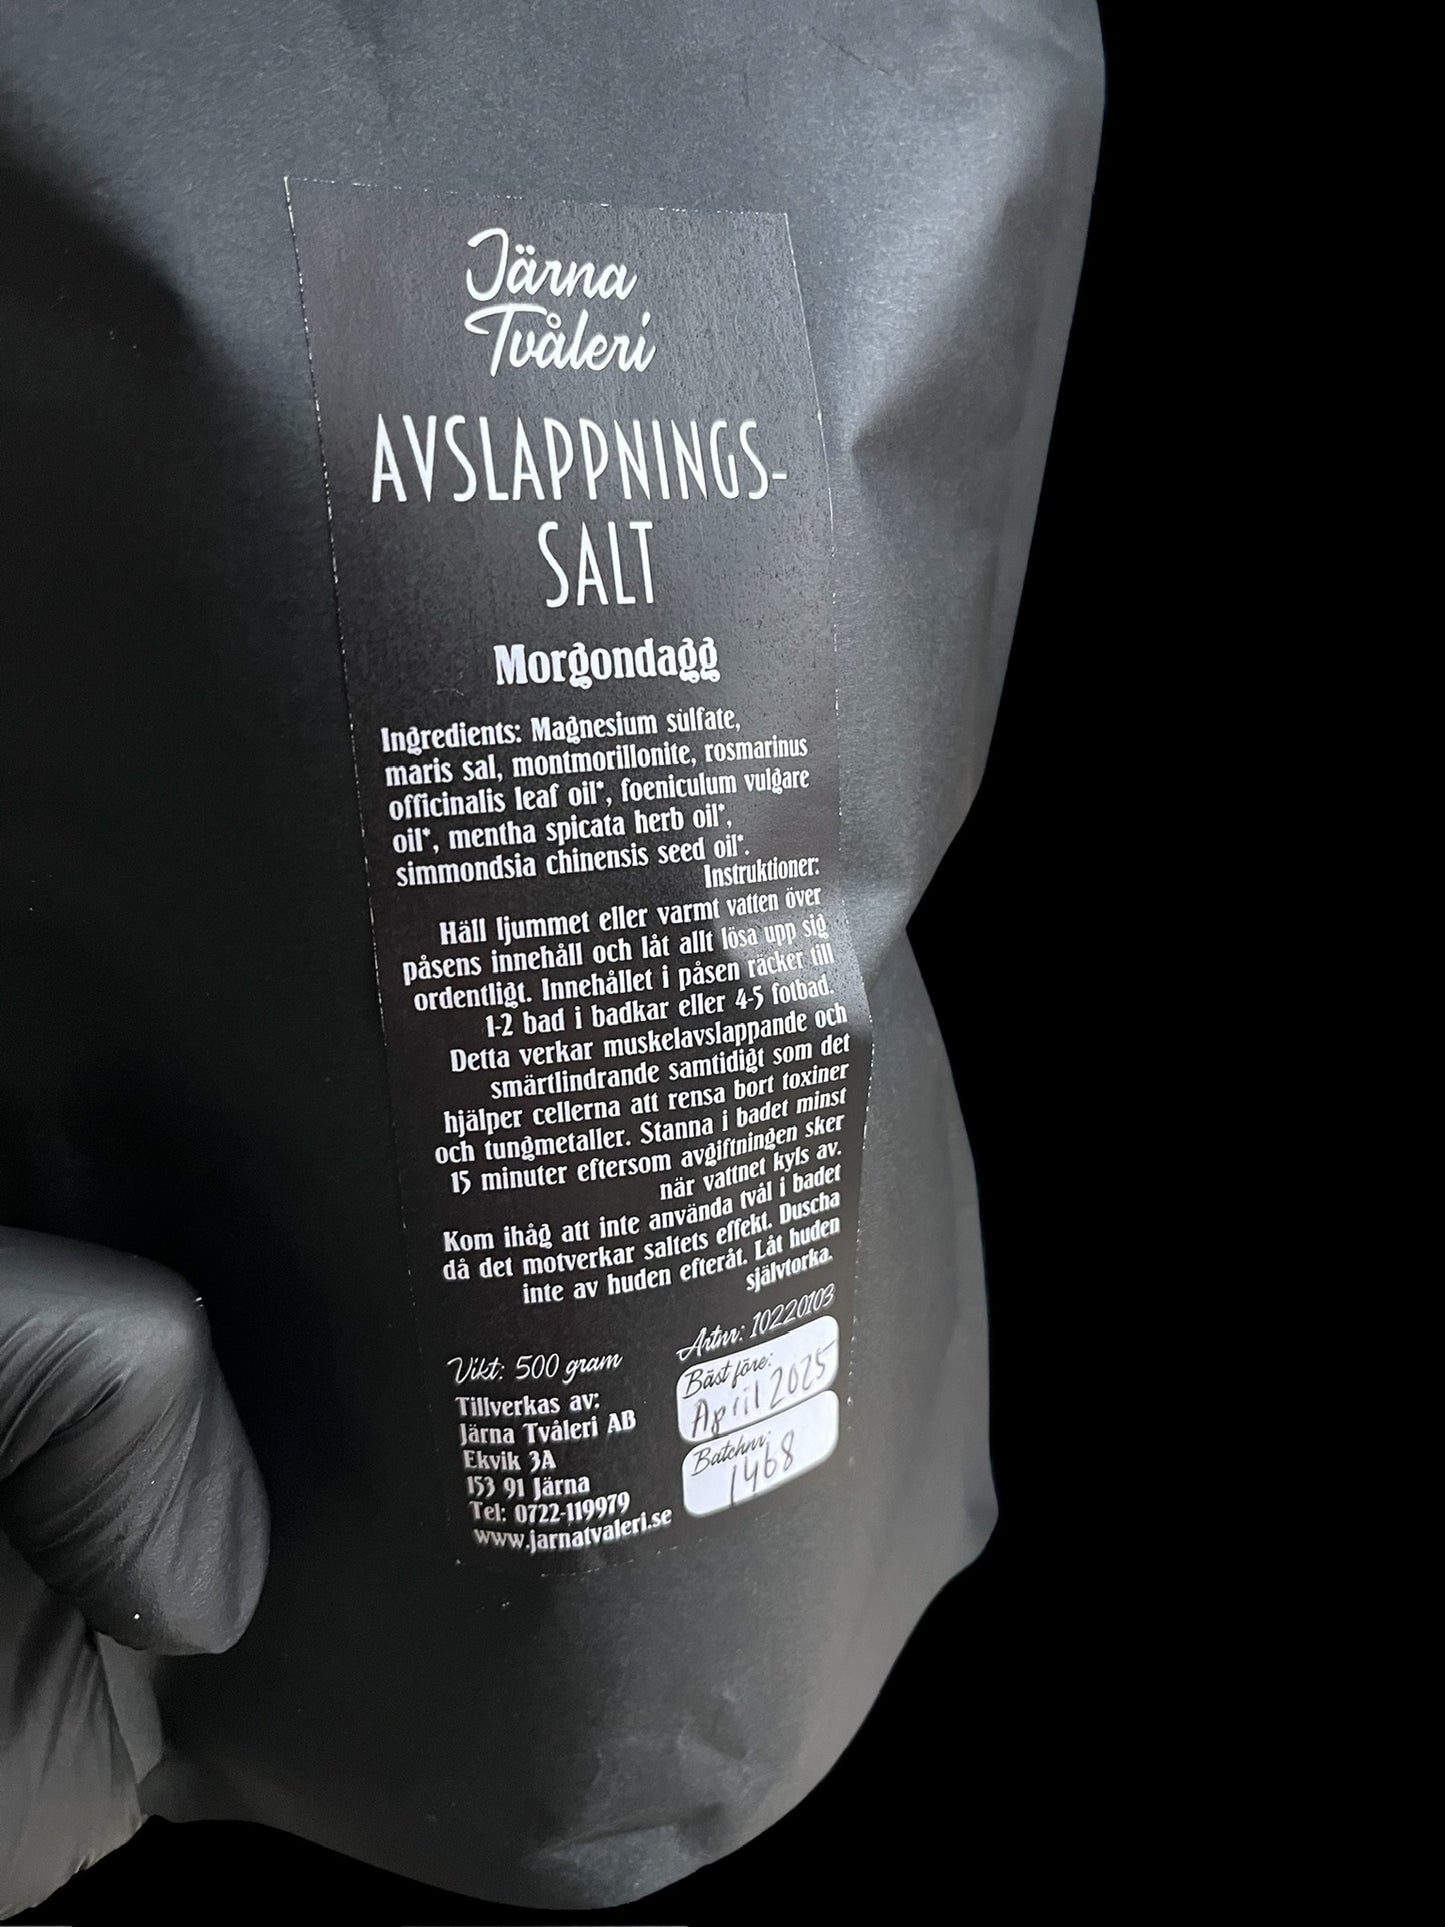 Järna
Tvåleri
AVSLAPPNINGS-
SALT
Morgondagg
Ingredients: Magnesium sulfate,
maris sal, montmorillonite, rosmarinus
officinalis leaf oil*, foeniculum vulgare
oil*, mentha spicata herb oil*,
simmondsia chinensis seed oil*.
Instruktioner:
Häll ljummet eller varmt vatten över
påsens innehåll och låt allt lösa upp sig
ordentligt. Innehållet i påsen räcker till
1-2 bad i badkar eller 4-5 fotbad.
Detta verkar muskelavslappande och
smärtlindrande samtidigt som det
hjälper cellerna att rensa bort toxiner
och tungmetaller. Stanna i badet minst
15 minuter eftersom avgiftningen sker
när vattnet kyls av.
Kom ihåg att inte använda tvål i badet
då det motverkar saltets effekt. Duscha
inte av huden efteråt. Låt huden
självtorka.
Vikt: 500 gram
Tillverkas av:
Järna Tvåleri AB
Ekvik 3A
153 91 Järna
Tel: 0722-119979
www.jarnatvaleri.se
Artnr: 10220103
Bäst före:
April 2025
Batchnr:
1468